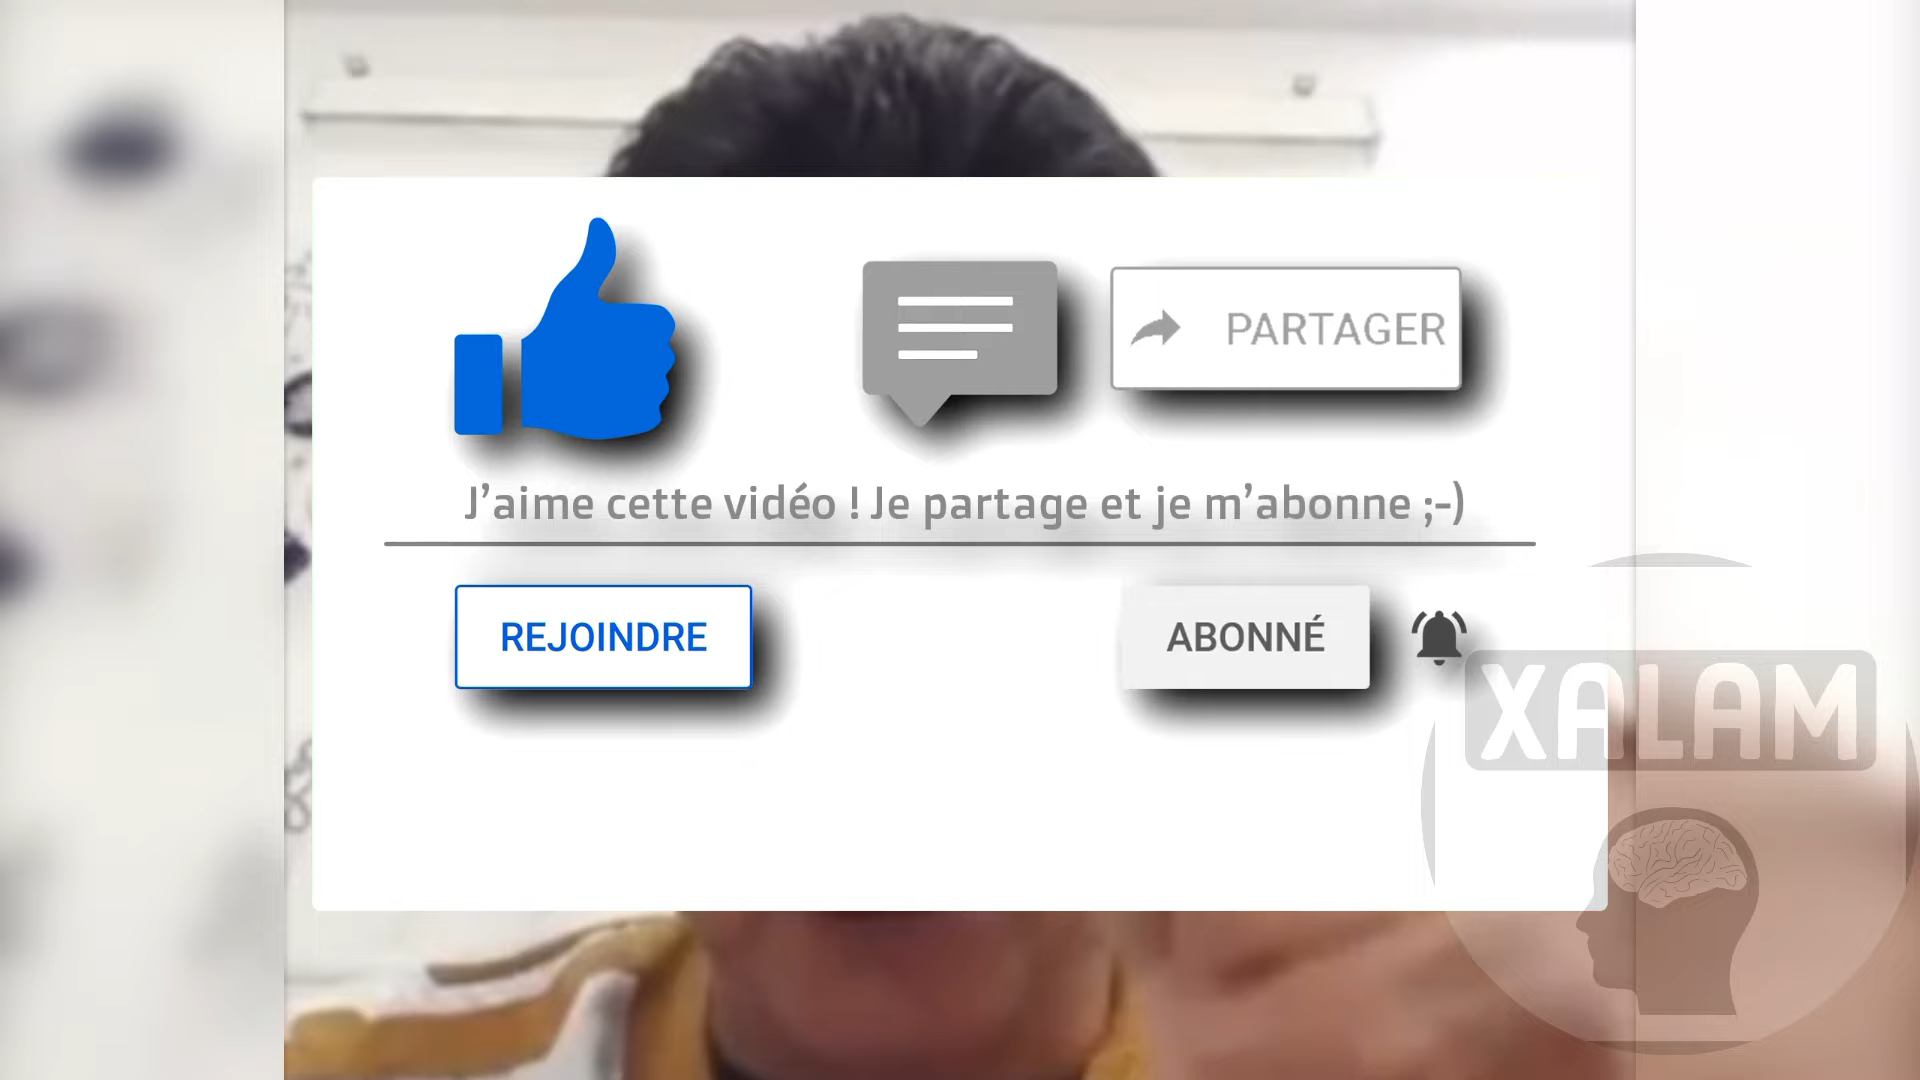 PARTAGER
J’aime cette vidéo ! Je partage et je m’abonne ;-)
REJOINDRE
ABONNÉ
XALAM